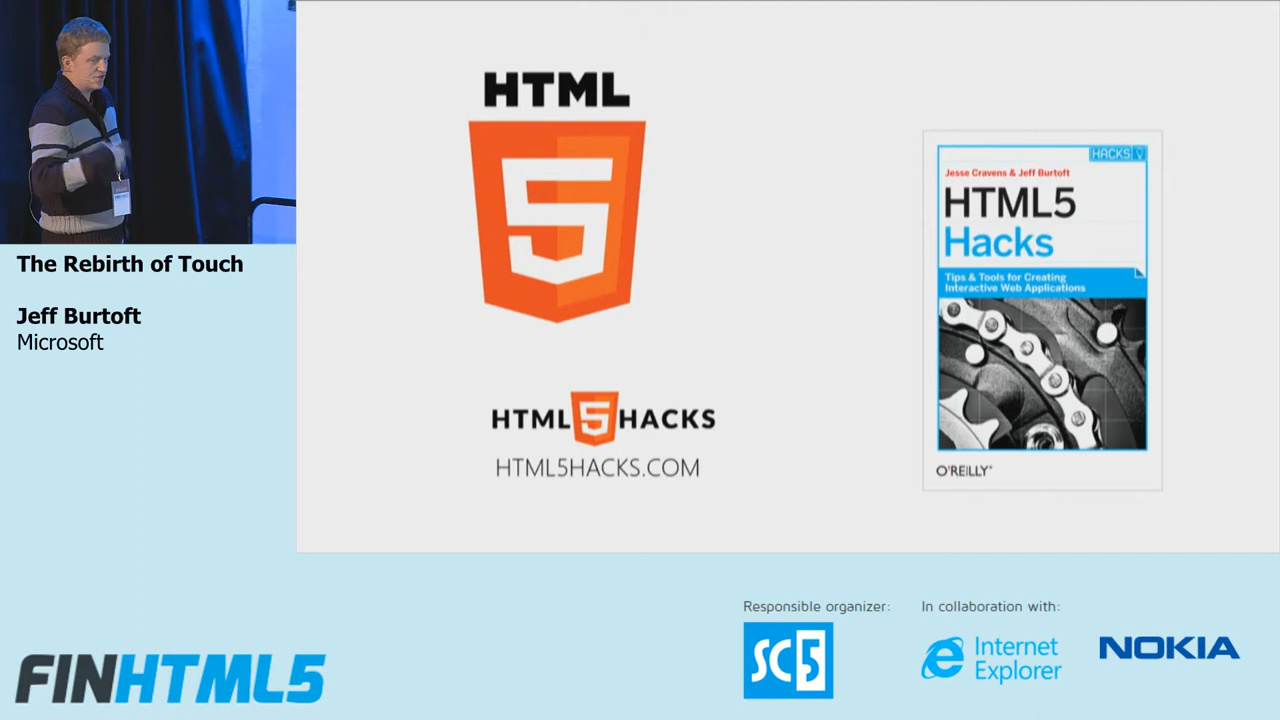 The Rebirth of Touch
Jeff Burtoft
Microsoft
HTML
5
HTML5HACKS
HTML5HACKS.COM
HACKS
Jesse Cravens & Jeff Burtoft
HTML5
Hacks
Tips & Tools for Creating
Interactive Web Applications
O'REILLY®
Responsible organizer:
SC5
In collaboration with:
Internet
Explorer
NOKIA
FINHTML5